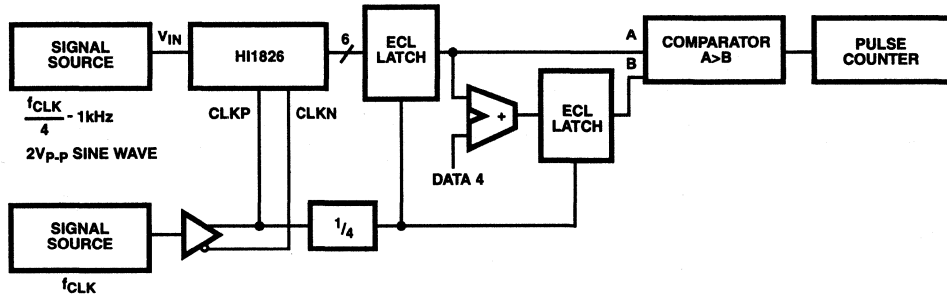 SIGNAL
SOURCE
VIN
HI1826
6
ECL
LATCH
A
B
COMPARATOR
A>B
PULSE
COUNTER
fCLK
4
- 1kHz
2VP-P SINE WAVE
CLKP
CLKN
+
ECL
LATCH
DATA 4
SIGNAL
SOURCE
1/4
fCLK